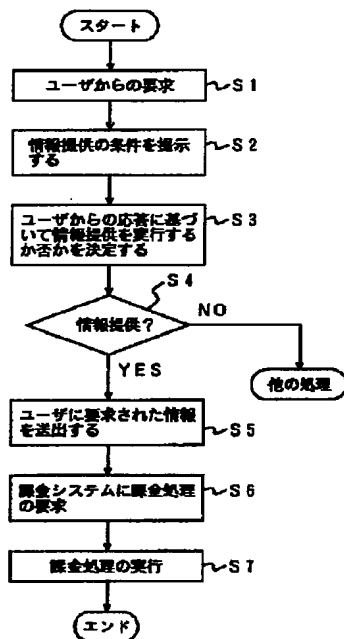 スタート
ユーザからの要求
S1
情報提供の条件を提示
する
S2
ユーザからの応答に基づ
いて情報提供を実行する
か否かを決定する
S3
S4
情報提供？
NO
YES
他の処理
ユーザに要求された情報
を送出する
S5
課金システムに課金処理
の要求
S6
課金処理の実行
S7
エンド